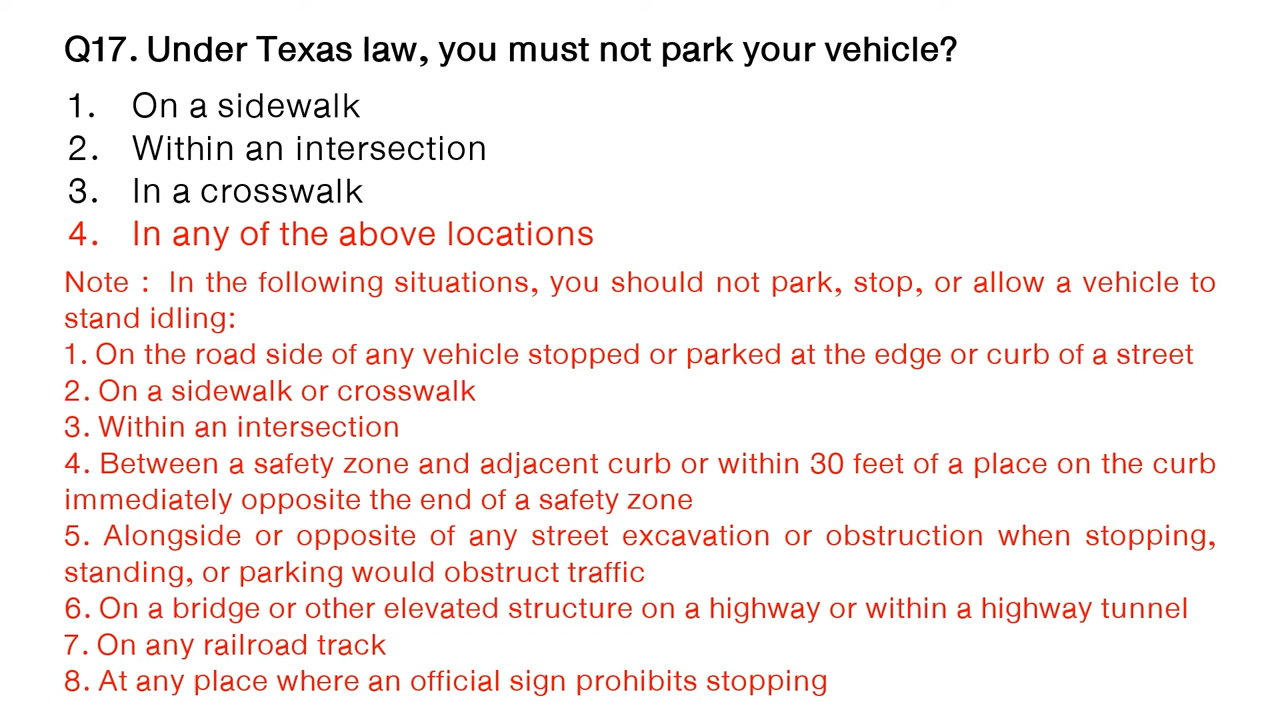 Q17. Under Texas law, you must not park your vehicle?
1. On a sidewalk
2. Within an intersection
3. In a crosswalk
4. In any of the above locations
Note : In the following situations, you should not park, stop, or allow a vehicle to
stand idling:
1. On the road side of any vehicle stopped or parked at the edge or curb of a street
2. On a sidewalk or crosswalk
3. Within an intersection
4. Between a safety zone and adjacent curb or within 30 feet of a place on the curb
immediately opposite the end of a safety zone
5. Alongside or opposite of any street excavation or obstruction when stopping,
standing, or parking would obstruct traffic
6. On a bridge or other elevated structure on a highway or within a highway tunnel
7. On any railroad track
8. At any place where an official sign prohibits stopping